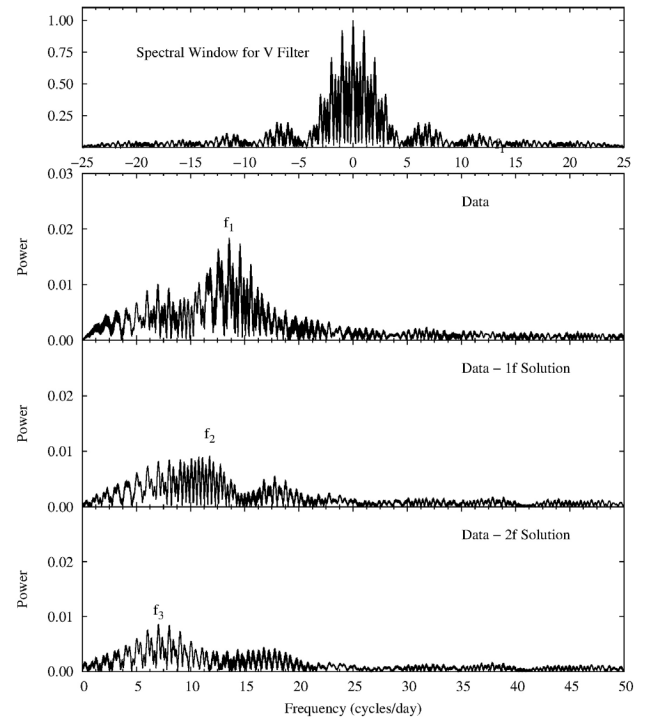 1.00
0.75
0.50
0.25
Spectral Window for V Filter
−25 −20 −15 −10 −5 0 5 10 15 20 25
0.03
0.02
0.01
0.00
Power
Data
f1
0.02
0.01
0.00
Power
Data − 1f Solution
f2
0.02
0.01
0.00
Power
Data − 2f Solution
f3
0 5 10 15 20 25 30 35 40 45 50
Frequency (cycles/day)